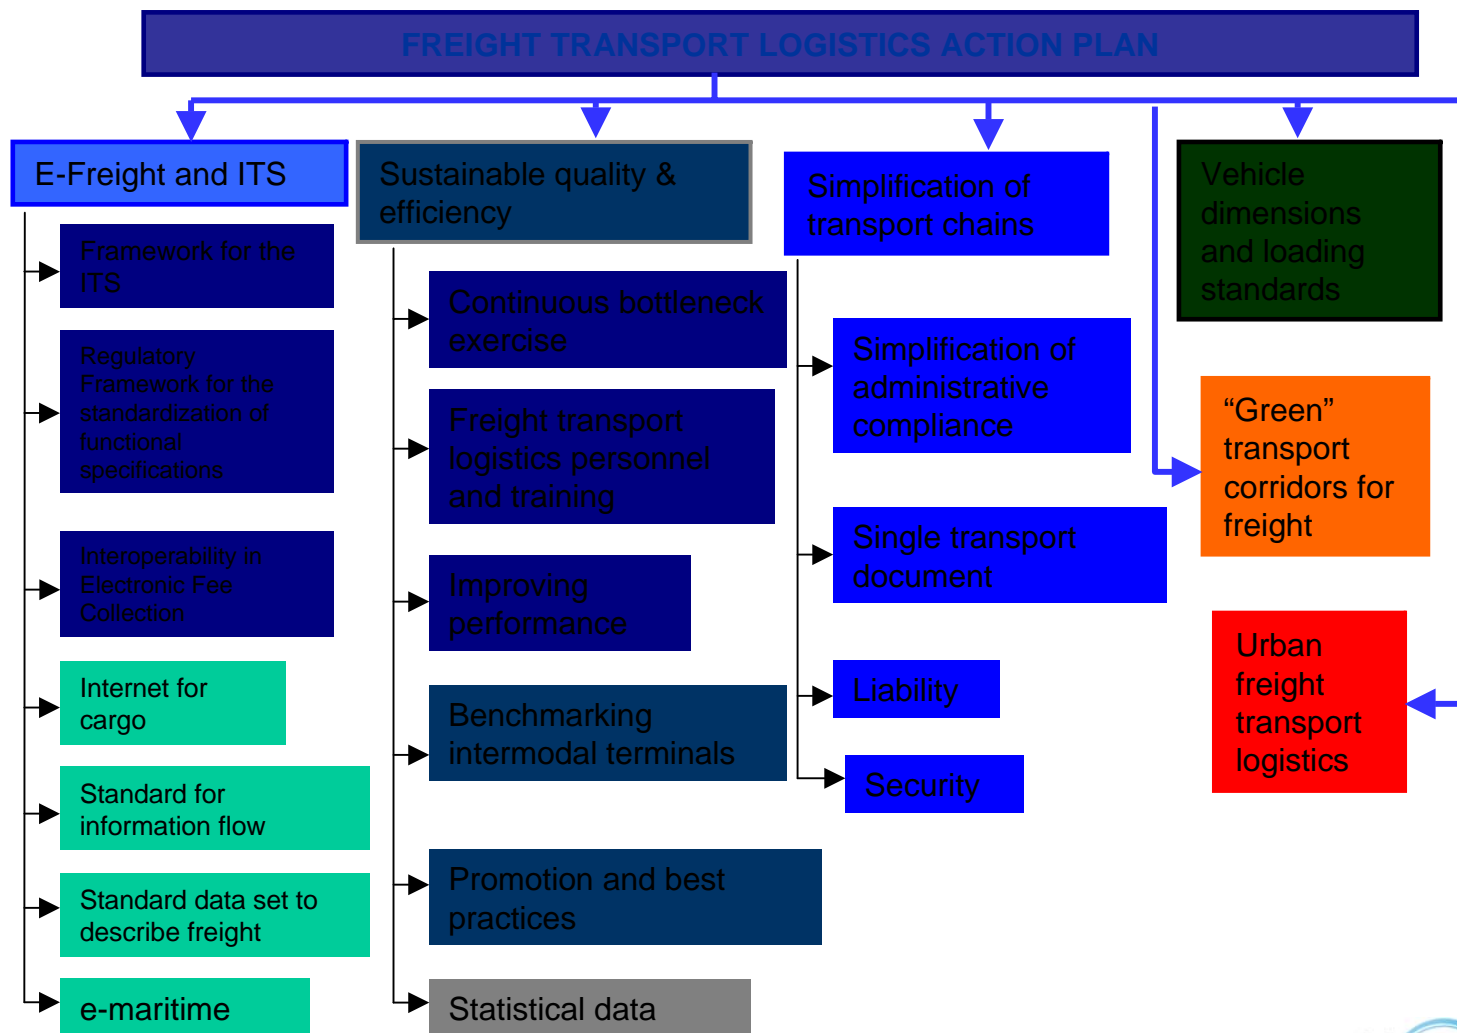 FREIGHT TRANSPORT LOGISTICS ACTION PLAN
E-Freight and ITS
Framework for the
ITS
Regulatory
Framework for the
standardization of
functional
specifications
Interoperability in
Electronic Fee
Collection
Internet for
cargo
Standard for
information flow
Standard data set to
describe freight
e-maritime
Sustainable quality &
efficiency
Continuous bottleneck
exercise
Freight transport
logistics personnel
and training
Improving
performance
Benchmarking
intermodal terminals
Promotion and best
practices
Statistical data
Simplification of
transport chains
Simplification of
administrative
compliance
Single transport
document
Liability
Security
Vehicle
dimensions
and loading
standards
“Green”
transport
corridors for
freight
Urban
freight
transport
logistics